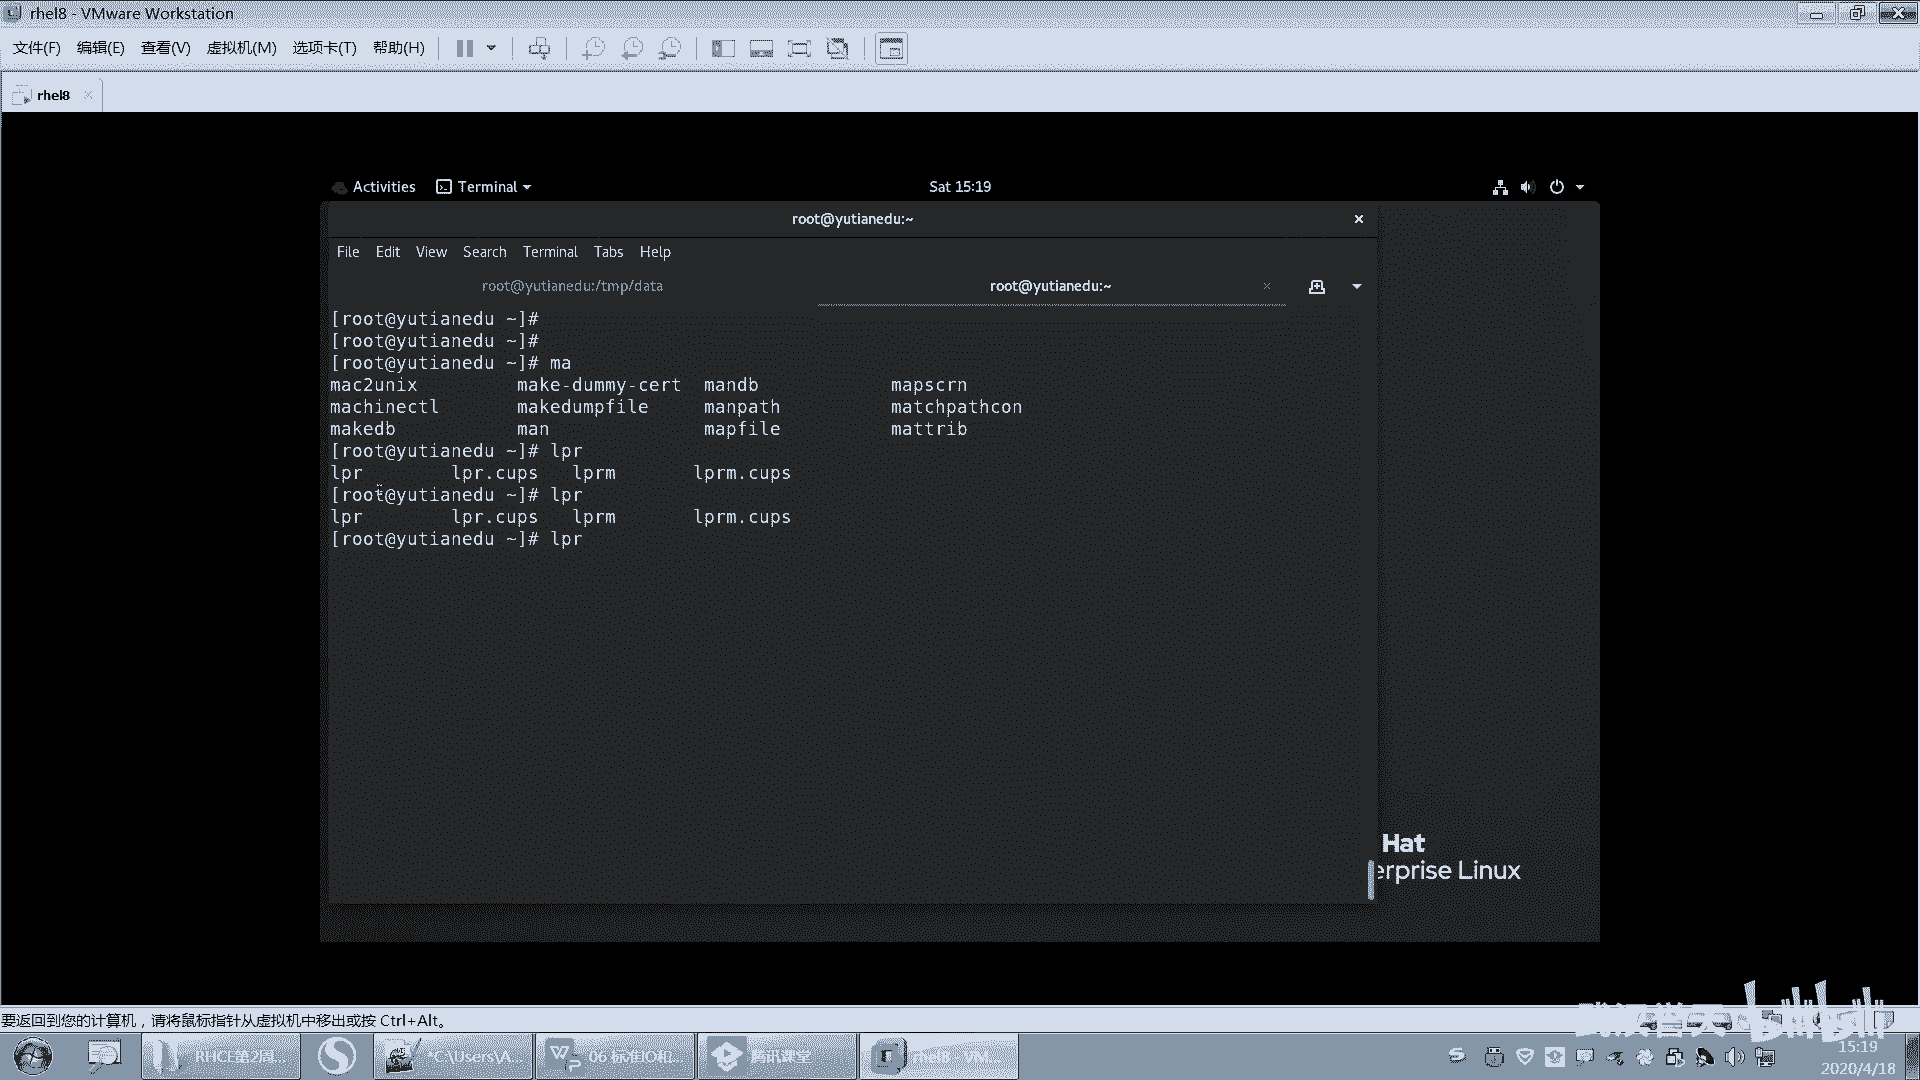 rhel8 - VMware Workstation
文件(F) 编辑(E) 查看(V) 虚拟机(M) 选项卡(T) 帮助(H)
rhel8
Activities Terminal Sat 15:19
root@yutianedu:~
File Edit View Search Terminal Tabs Help
root@yutianedu:/tmp/data root@yutianedu:~
[root@yutianedu ~]#
[root@yutianedu ~]#
[root@yutianedu ~]# ma
mac2unix make-dummy-cert mandb mapscrn
machinectl makedumpfile manpath matchpathcon
makedb man mapfile mattrib
[root@yutianedu ~]# lpr
lpr lpr.cups lprm lprm.cups
[root@yutianedu ~]# lpr
lpr lpr.cups lprm lprm.cups
[root@yutianedu ~]# lpr
Hat
erprise Linux
要返回到您的计算机，请将鼠标指针从虚拟机中移出或按 Ctrl+Alt。
bilibili
RHCE第2周... *C:\Users\A... 06 标准IO和... 腾讯课堂 rhel8 - VM...
15:19
2020/4/18